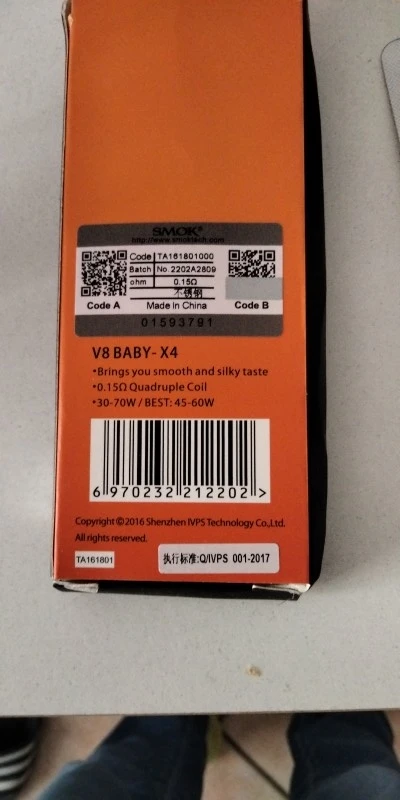 SMOK®
http://www.smoktech.com
Code TA161801000
Batch No. 2202A2809
ohm 0.15Ω
不锈钢
Code A Made in China Code B
01593791
V8 BABY- X4
•Brings you smooth and silky taste
•0.15Ω Quadruple Coil
•30-70W / BEST: 45-60W
6 970232 212202 >
Copyright ©2016 Shenzhen IVPS Technology Co.,Ltd.
All rights reserved.
TA161801
执行标准:Q/IVPS 001-2017